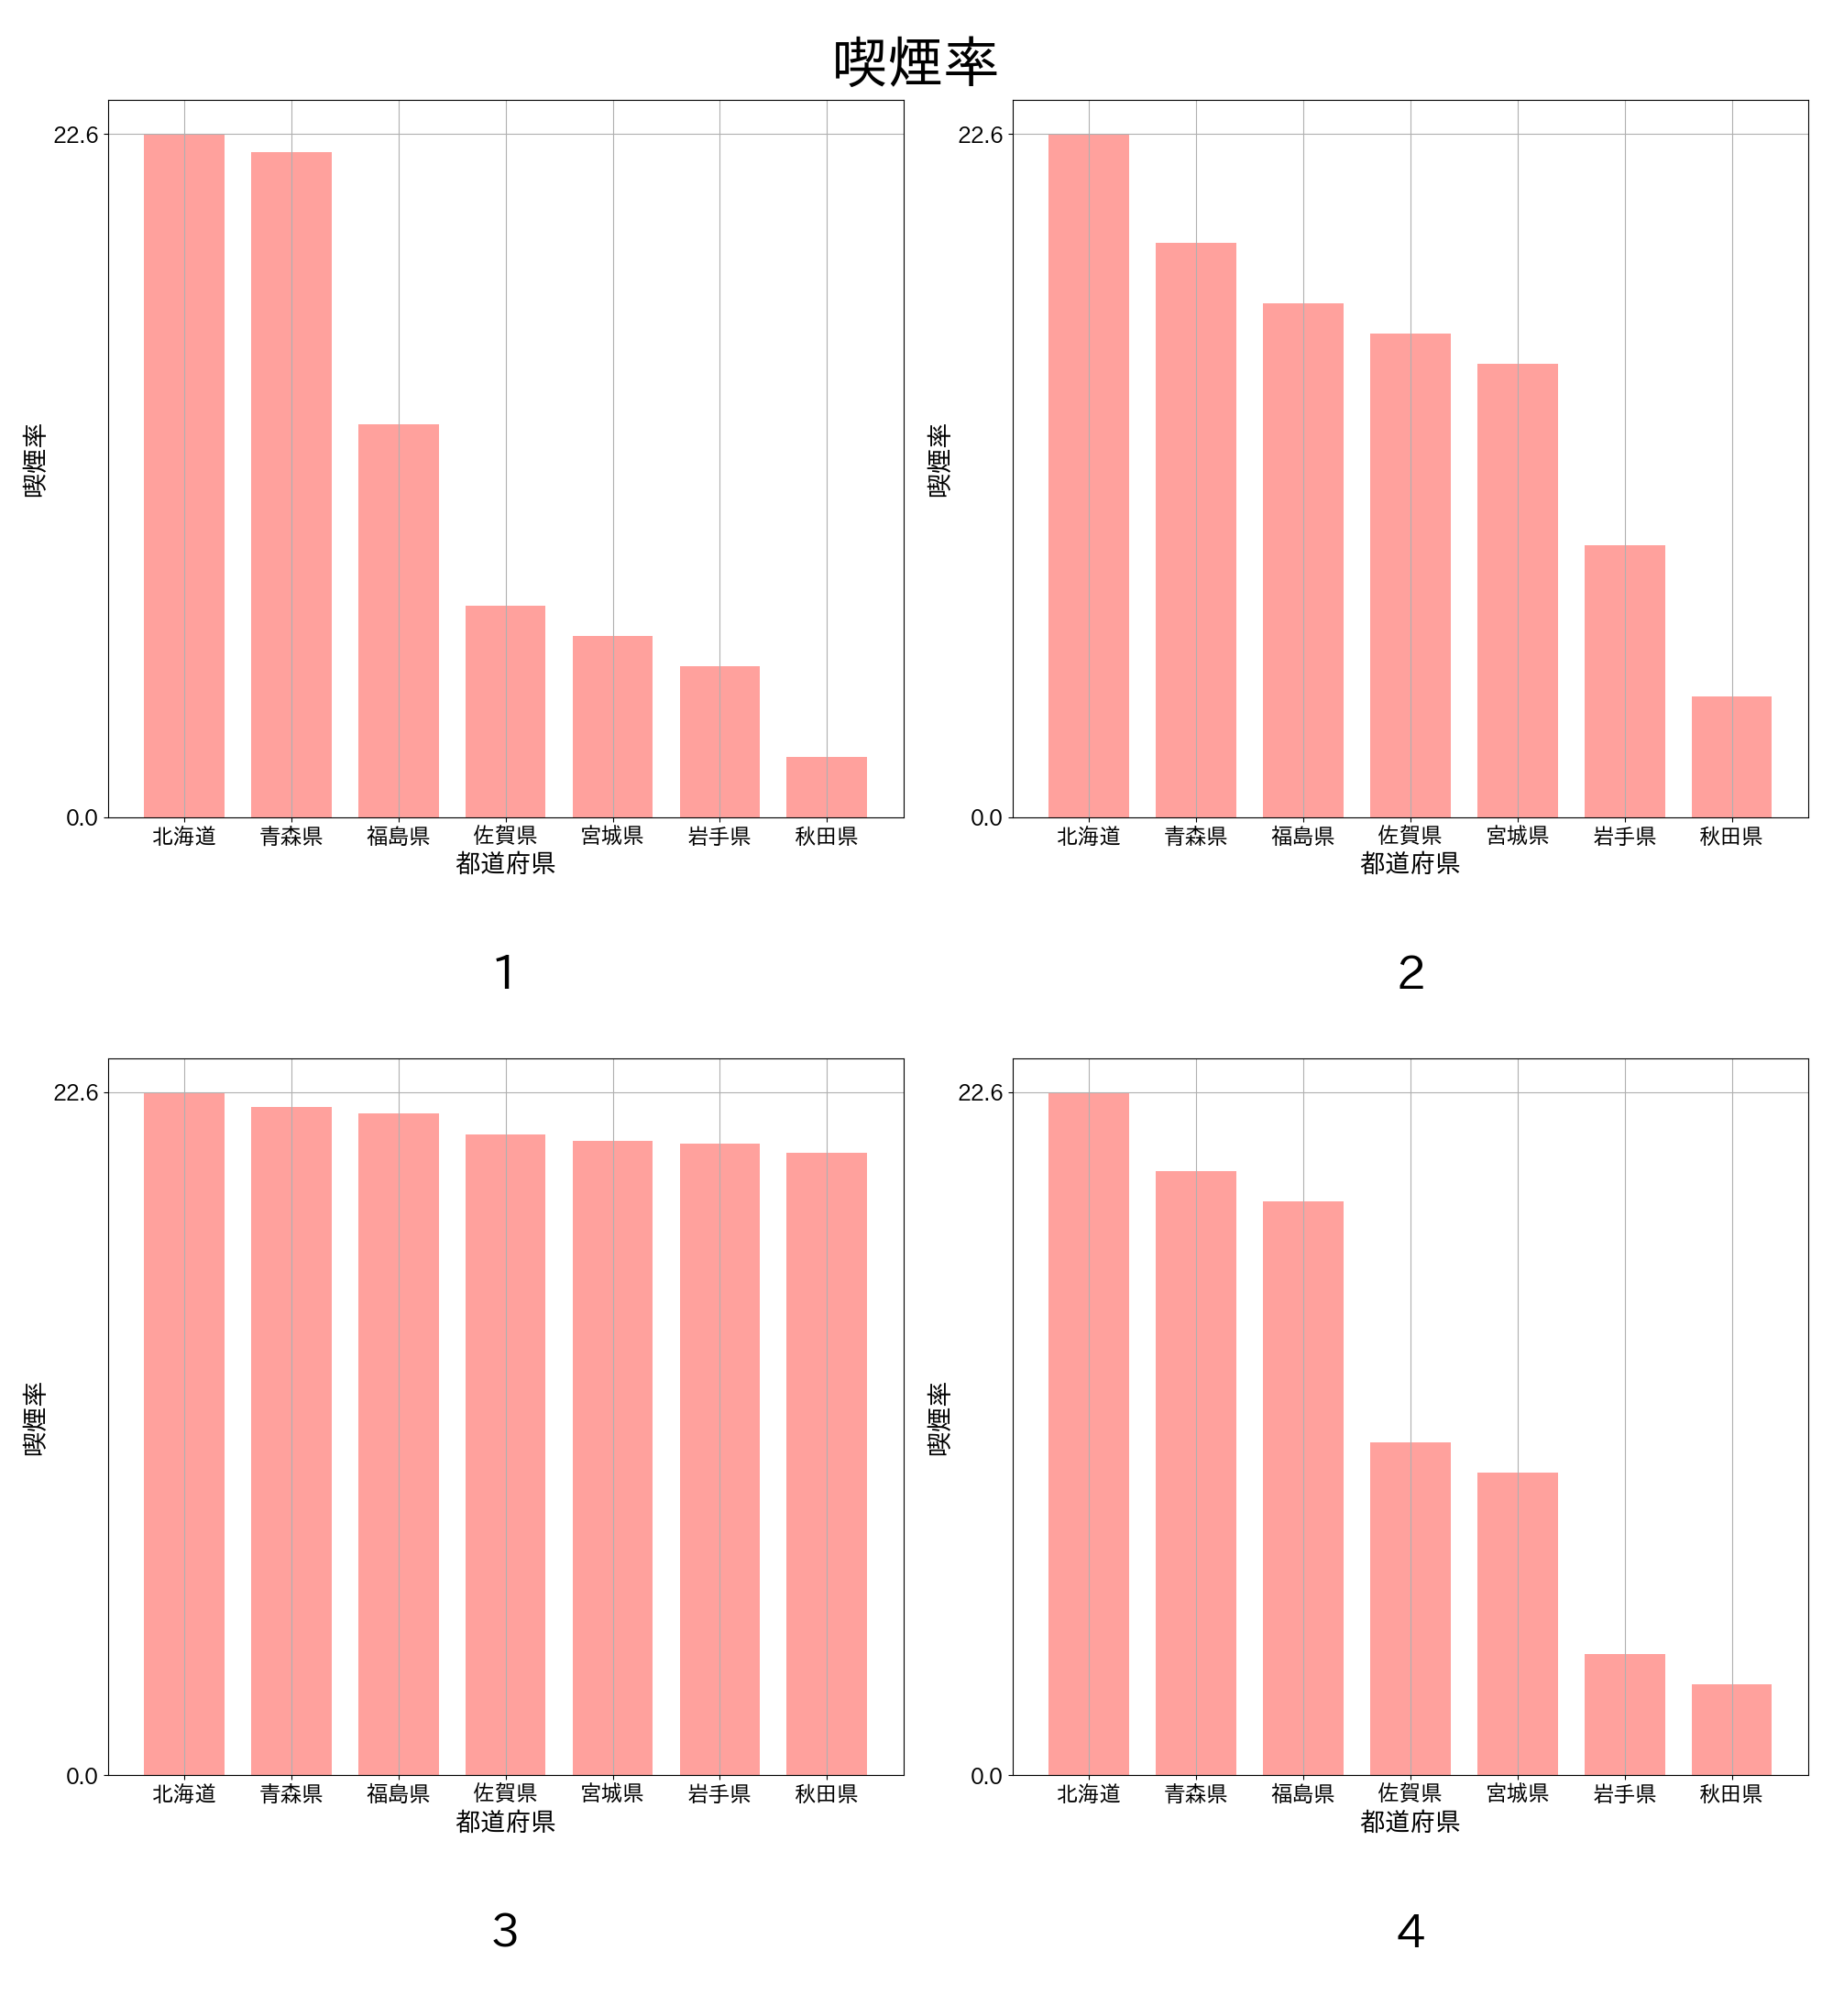 喫煙率
22.6
0.0
喫煙率
北海道 青森県 福島県 佐賀県 宮城県 岩手県 秋田県
都道府県
1
22.6
0.0
喫煙率
北海道 青森県 福島県 佐賀県 宮城県 岩手県 秋田県
都道府県
2
22.6
0.0
喫煙率
北海道 青森県 福島県 佐賀県 宮城県 岩手県 秋田県
都道府県
3
22.6
0.0
喫煙率
北海道 青森県 福島県 佐賀県 宮城県 岩手県 秋田県
都道府県
4